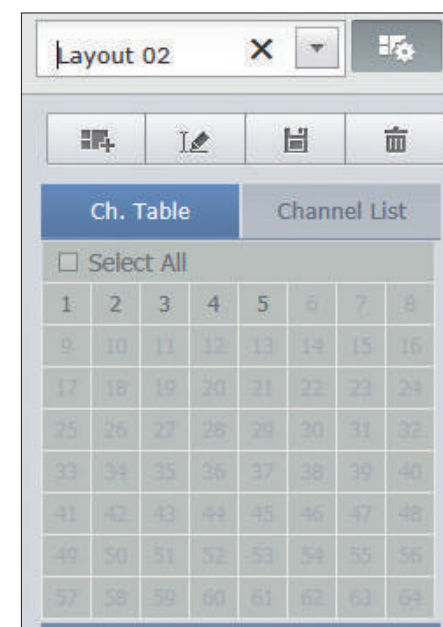 Layout 02
Ch. Table Channel List
Select All
1 2 3 4 5 6 7 8
9 10 11 12 13 14 15 16
17 18 19 20 21 22 23 24
25 26 27 28 29 30 31 32
33 34 35 36 37 38 39 40
41 42 43 44 45 46 47 48
49 50 51 52 53 54 55 56
57 58 59 60 61 62 63 64